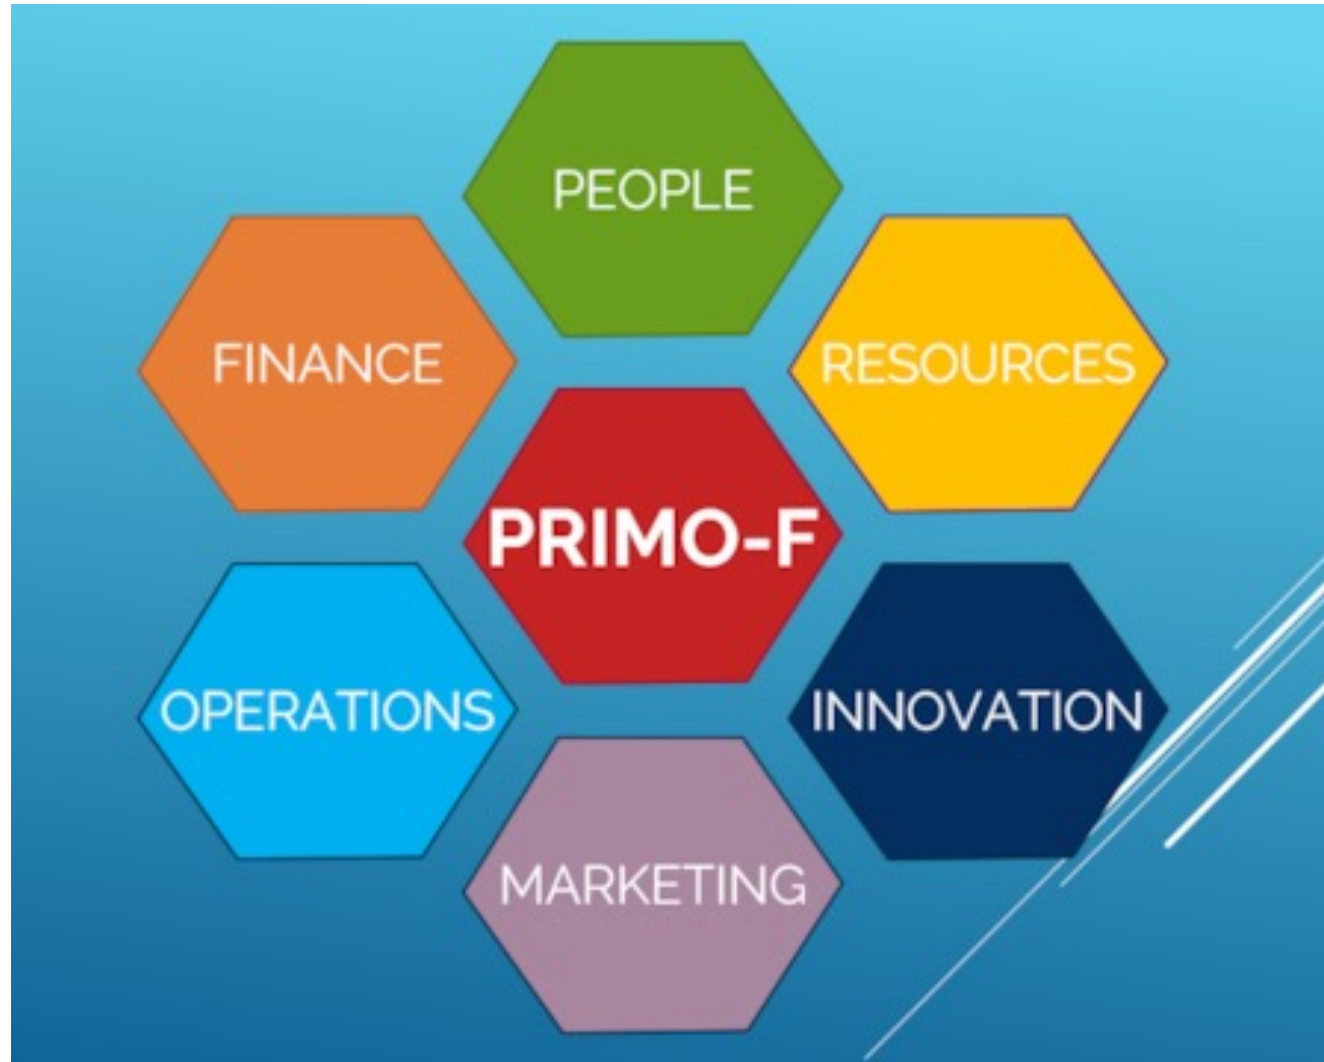 PEOPLE
FINANCE
RESOURCES
PRIMO-F
OPERATIONS
INNOVATION
MARKETING